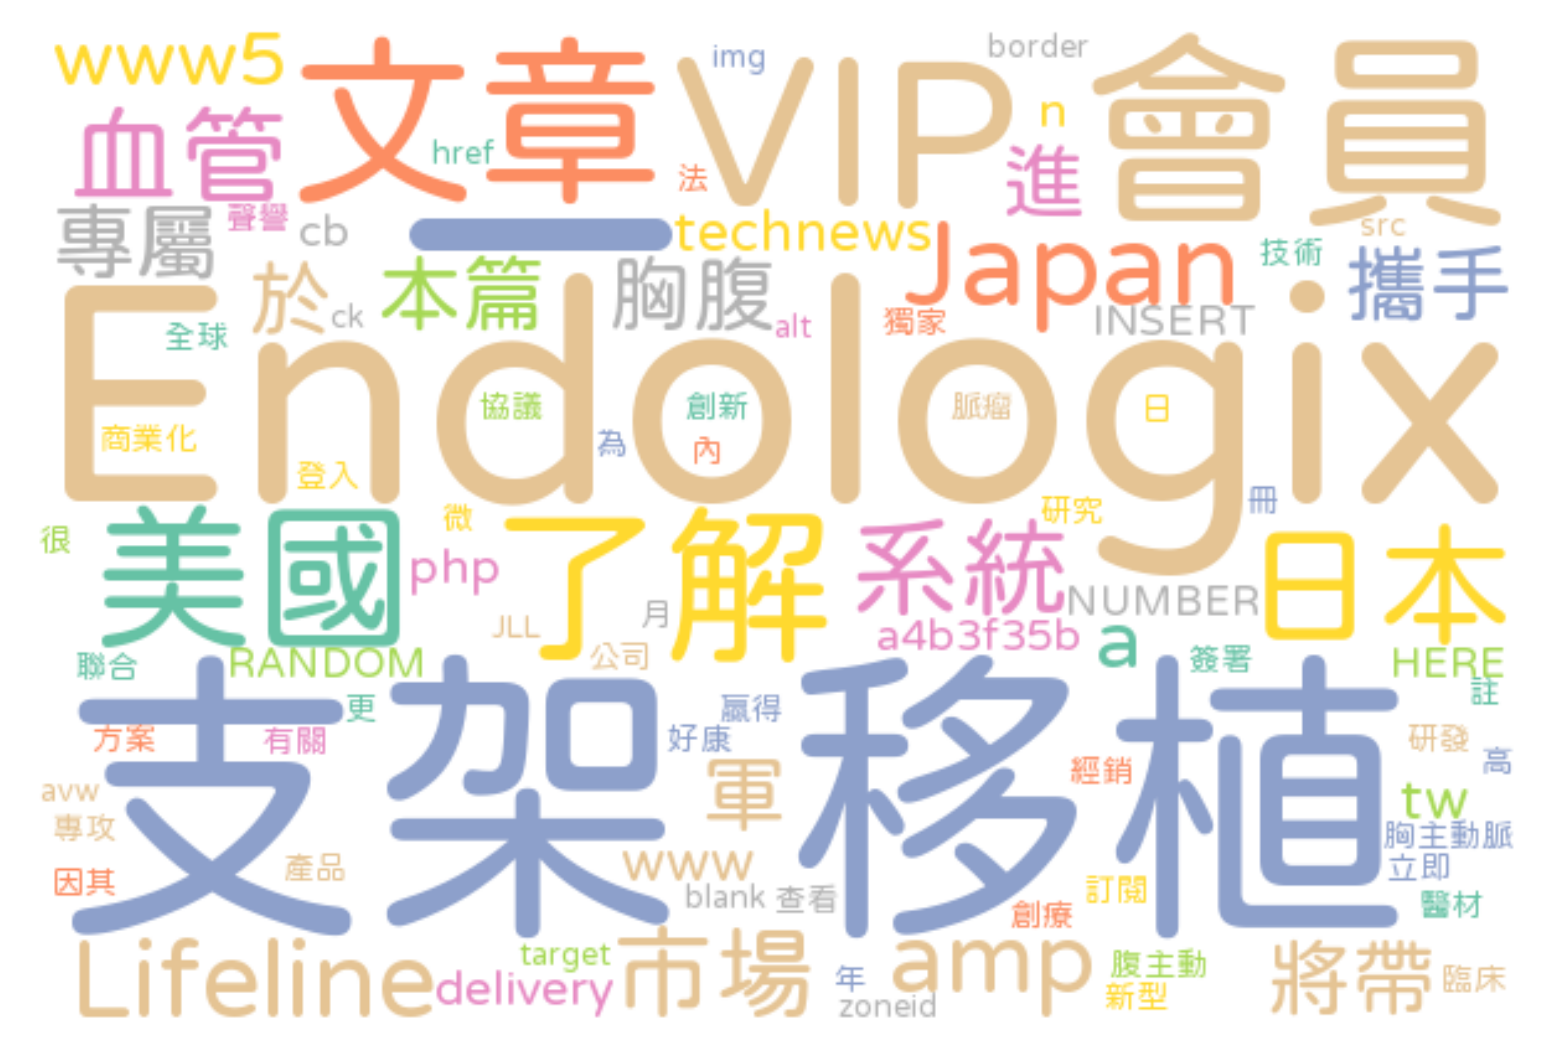 www5
文章
VIP
img
border
會員
血管
href
n
法
進
專屬
聲譽
cb
一
technews
Japan
src
技術
攜手
於
ck
本篇
胸腹
alt
獨家
INSERT
全球
Endologix
商業化
登入
協議
為
創新
內
脈瘤
日
研究
冊
很
美國
微
php
了解
系統
NUMBER
日本
JLL
月
a4b3f35b
a
聯合
RANDOM
公司
簽署
HERE
註
支架移植
更
方案
有關
贏得
好康
經銷
研發
高
avw
專攻
軍
tw
胸主動脈
因其
產品
www
立即
blank
查看
訂閱
創療
醫材
Lifeline
target
delivery
市場
年
zoneid
amp
腹主動
新型
將帶
臨床